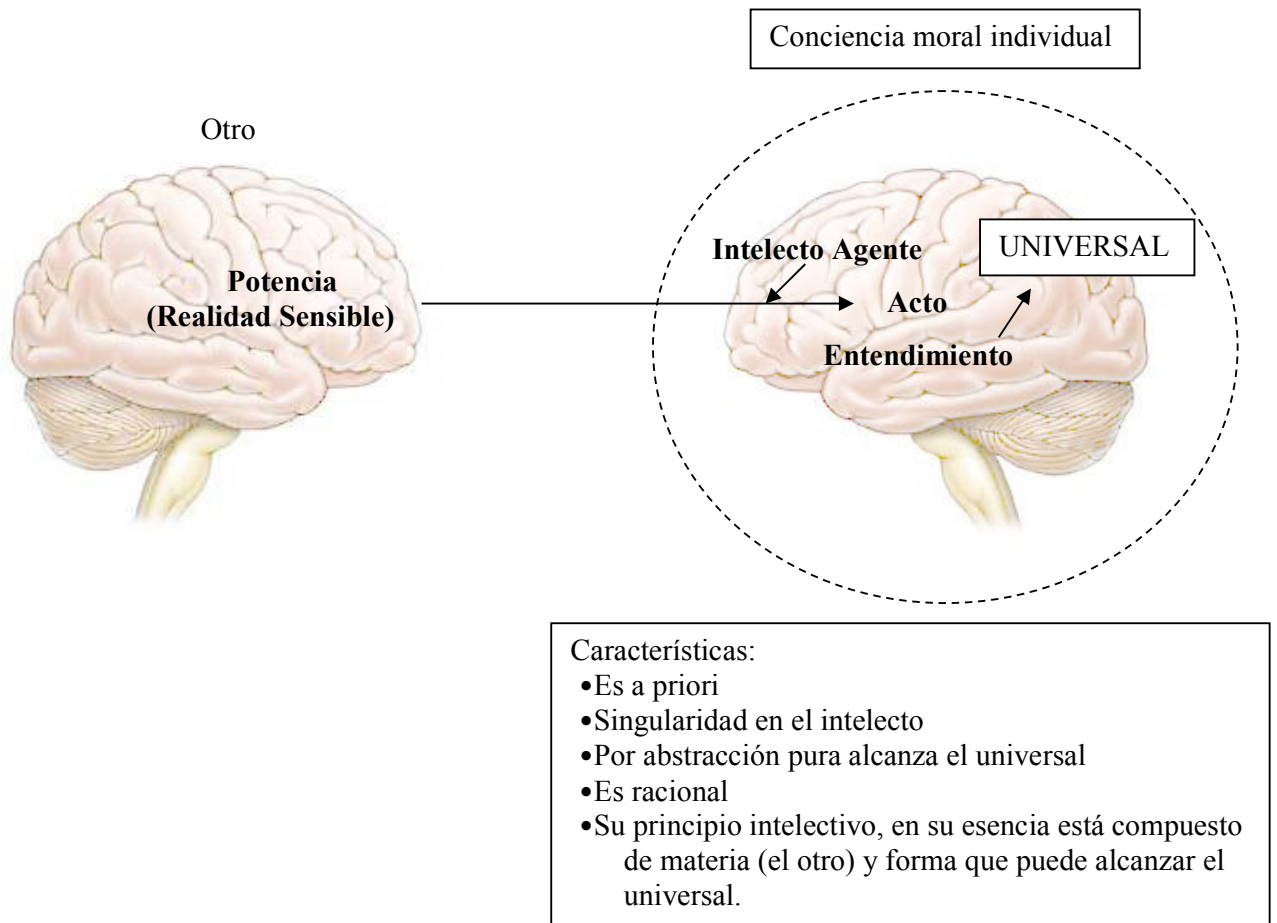 Conciencia moral individual
Otro
Potencia
(Realidad Sensible)
Intelecto Agente
UNIVERSAL
Acto
Entendimiento
Características:
•Es a priori
•Singularidad en el intelecto
•Por abstracción pura alcanza el universal
•Es racional
•Su principio intelectivo, en su esencia está compuesto
de materia (el otro) y forma que puede alcanzar el
universal.